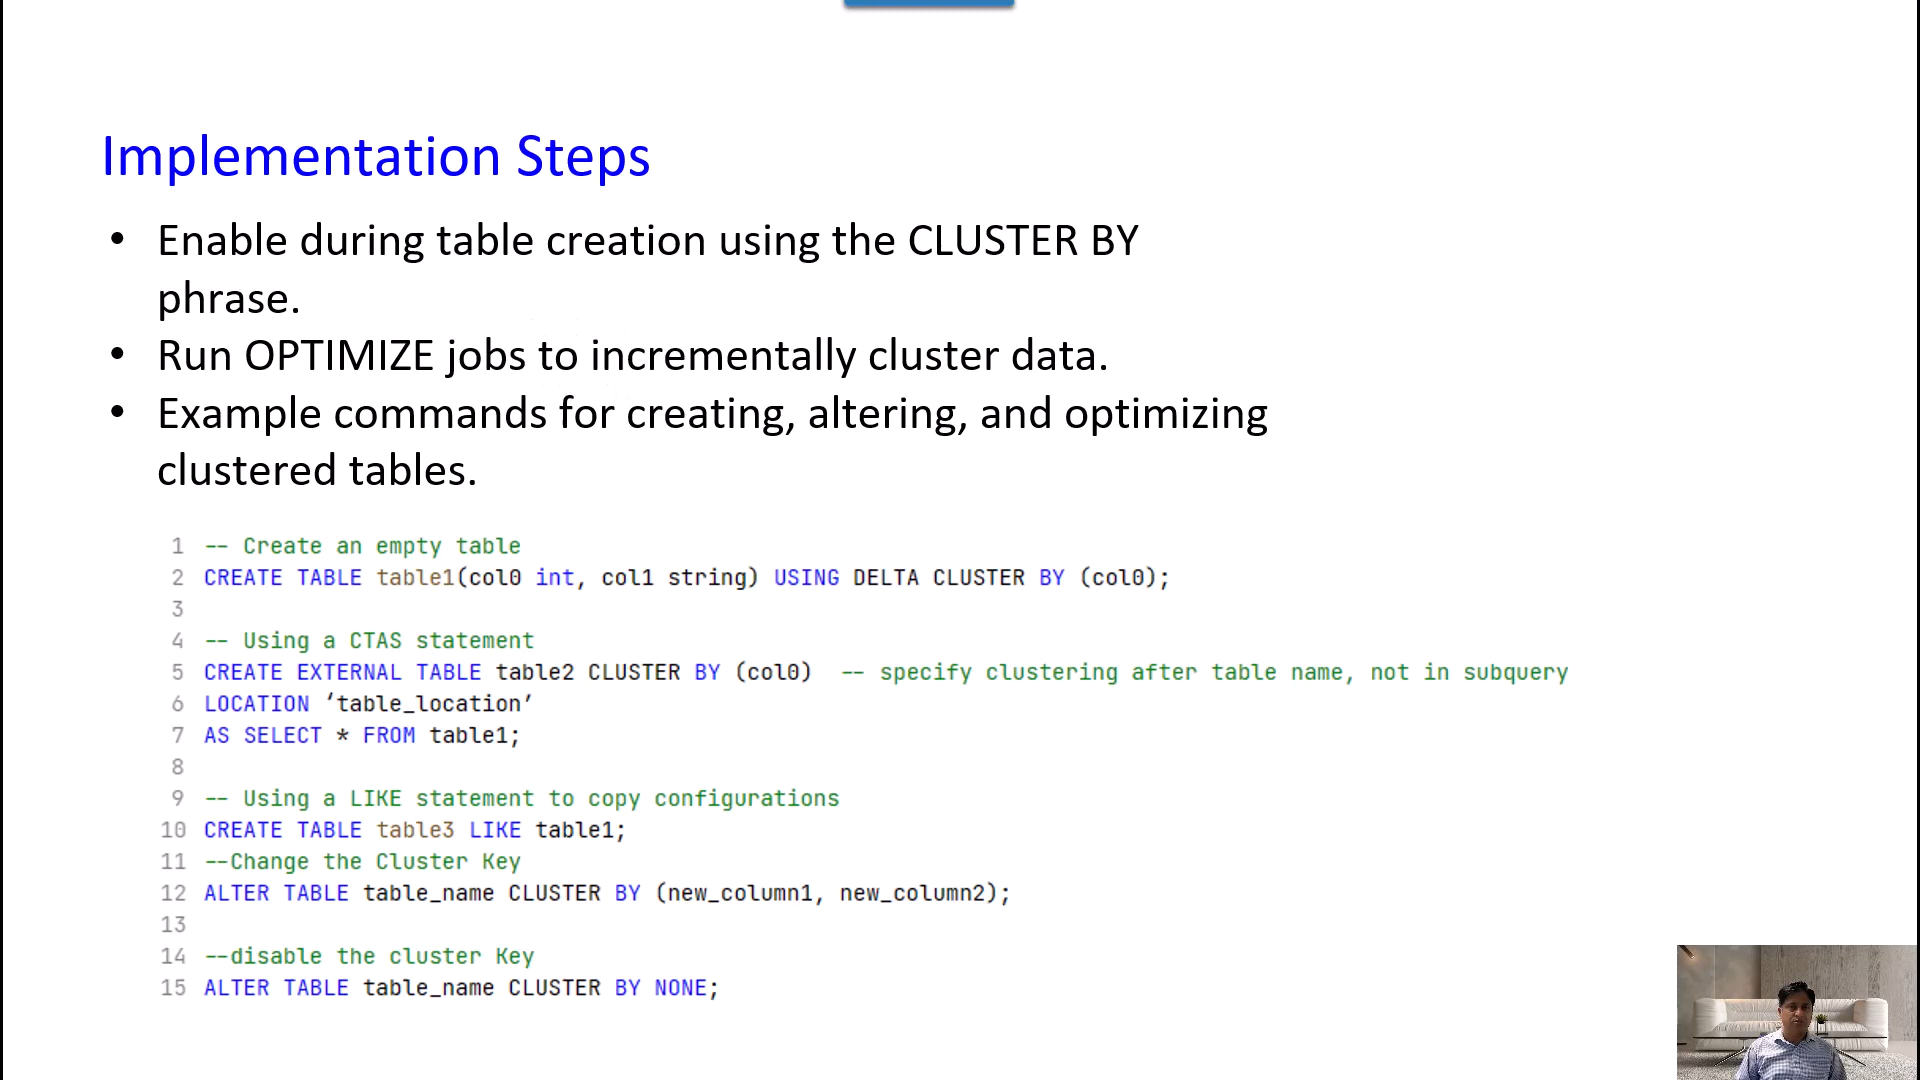 Implementation Steps
• Enable during table creation using the CLUSTER BY
phrase.
• Run OPTIMIZE jobs to incrementally cluster data.
• Example commands for creating, altering, and optimizing
clustered tables.
1 -- Create an empty table
2 CREATE TABLE table1(col0 int, col1 string) USING DELTA CLUSTER BY (col0);
3
4 -- Using a CTAS statement
5 CREATE EXTERNAL TABLE table2 CLUSTER BY (col0)  -- specify clustering after table name, not in subquery
6 LOCATION ‘table_location’
7 AS SELECT * FROM table1;
8
9 -- Using a LIKE statement to copy configurations
10 CREATE TABLE table3 LIKE table1;
11 --Change the Cluster Key
12 ALTER TABLE table_name CLUSTER BY (new_column1, new_column2);
13
14 --disable the cluster Key
15 ALTER TABLE table_name CLUSTER BY NONE;